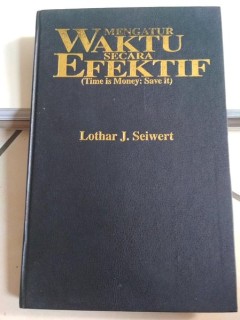 MENGATUR
WAKTU
SECARA
EFEKTIF
(Time is Money: Save it)
Lothar J. Seiwert